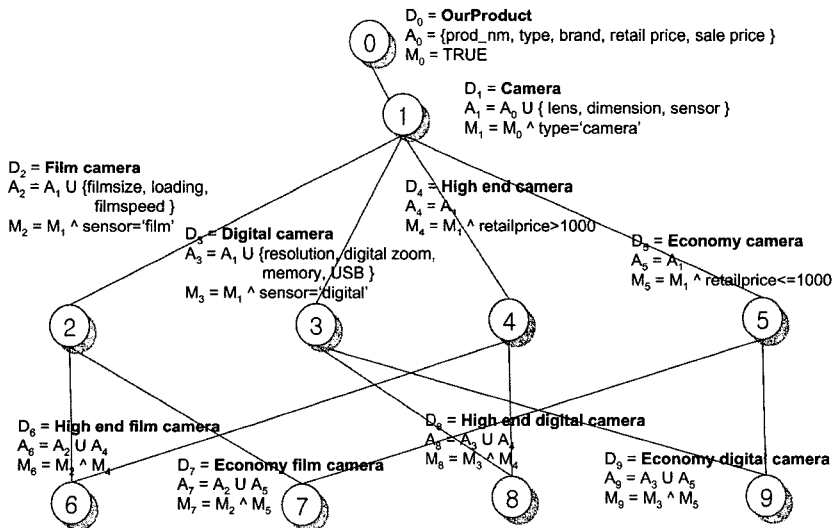 D₀ = OurProduct
A₀ = {prod_nm, type, brand, retail price, sale price }
M₀ = TRUE
0
D₁ = Camera
A₁ = A₀ U { lens, dimension, sensor }
M₁ = M₀ ^ type='camera'
1
D₂ = Film camera
A₂ = A₁ U {filmsize, loading,
filmspeed }
M₂ = M₁ ^ sensor='film'
D₃ = Digital camera
A₃ = A₁ U {resolution, digital zoom,
memory, USB }
M₃ = M₁ ^ sensor='digital'
D₄ = High end camera
A₄ = A₁
M₄ = M₁ ^ retailprice>1000
D₅ = Economy camera
A₅ = A₁
M₅ = M₁ ^ retailprice<=1000
2
3
4
5
D₆ = High end film camera
A₆ = A₂ U A₄
M₆ = M₂ ^ M₄
D₇ = Economy film camera
A₇ = A₂ U A₅
M₇ = M₂ ^ M₅
D₈ = High end digital camera
A₈ = A₃ U A₄
M₈ = M₃ ^ M₄
D₉ = Economy digital camera
A₉ = A₃ U A₅
M₉ = M₃ ^ M₅
6
7
8
9